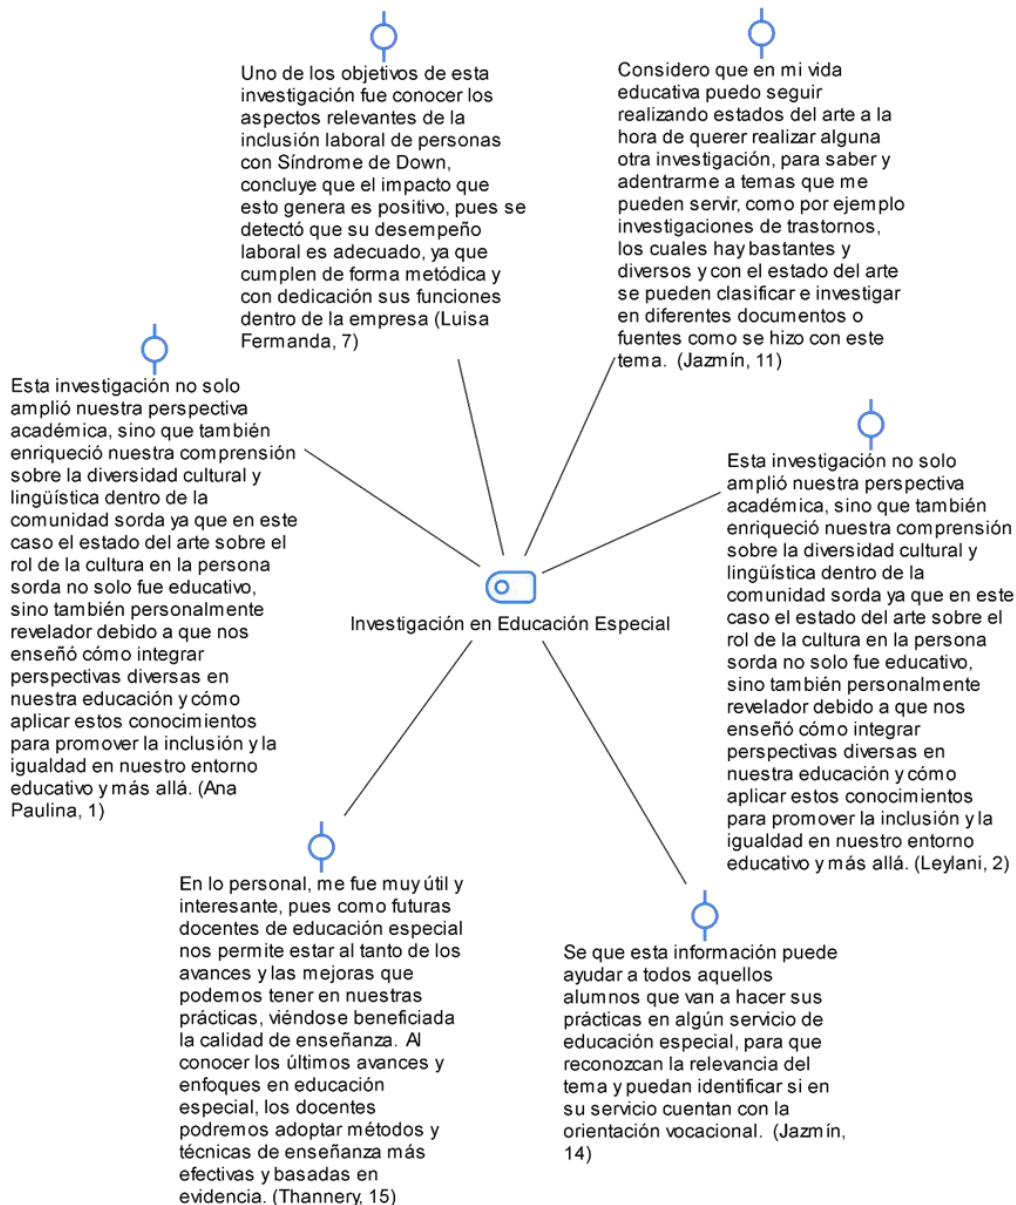 Uno de los objetivos de esta
investigación fue conocer los
aspectos relevantes de la
inclusión laboral de personas
con Síndrome de Down,
concluye que el impacto que
esto genera es positivo, pues se
detectó que su desempeño
laboral es adecuado, ya que
cumplen de forma metódica y
con dedicación sus funciones
dentro de la empresa (Luisa
Fermanda, 7)
Considero que en mi vida
educativa puedo seguir
realizando estados del arte a la
hora de querer realizar alguna
otra investigación, para saber y
adentrarme a temas que me
pueden servir, como por ejemplo
investigaciones de trastornos,
los cuales hay bastantes y
diversos y con el estado del arte
se pueden clasificar e investigar
en diferentes documentos o
fuentes como se hizo con este
tema. (Jazmín, 11)
Esta investigación no solo
amplió nuestra perspectiva
académica, sino que también
enriqueció nuestra comprensión
sobre la diversidad cultural y
lingüística dentro de la
comunidad sorda ya que en este
caso el estado del arte sobre el
rol de la cultura en la persona
sorda no solo fue educativo,
sino también personalmente
revelador debido a que nos
enseñó cómo integrar
perspectivas diversas en
nuestra educación y cómo
aplicar estos conocimientos
para promover la inclusión y la
igualdad en nuestro entorno
educativo y más allá. (Ana
Paulina, 1)
Esta investigación no solo
amplió nuestra perspectiva
académica, sino que también
enriqueció nuestra comprensión
sobre la diversidad cultural y
lingüística dentro de la
comunidad sorda ya que en este
caso el estado del arte sobre el
rol de la cultura en la persona
sorda no solo fue educativo,
sino también personalmente
revelador debido a que nos
enseñó cómo integrar
perspectivas diversas en
nuestra educación y cómo
aplicar estos conocimientos
para promover la inclusión y la
igualdad en nuestro entorno
educativo y más allá. (Leylani, 2)
Investigación en Educación Especial
En lo personal, me fue muy útil y
interesante, pues como futuras
docentes de educación especial
nos permite estar al tanto de los
avances y las mejoras que
podemos tener en nuestras
prácticas, viéndose beneficiada
la calidad de enseñanza. Al
conocer los últimos avances y
enfoques en educación
especial, los docentes
podremos adoptar métodos y
técnicas de enseñanza más
efectivas y basadas en
evidencia. (Thannery, 15)
Se que esta información puede
ayudar a todos aquellos
alumnos que van a hacer sus
prácticas en algún servicio de
educación especial, para que
reconozcan la relevancia del
tema y puedan identificar si en
su servicio cuentan con la
orientación vocacional. (Jazmín,
14)